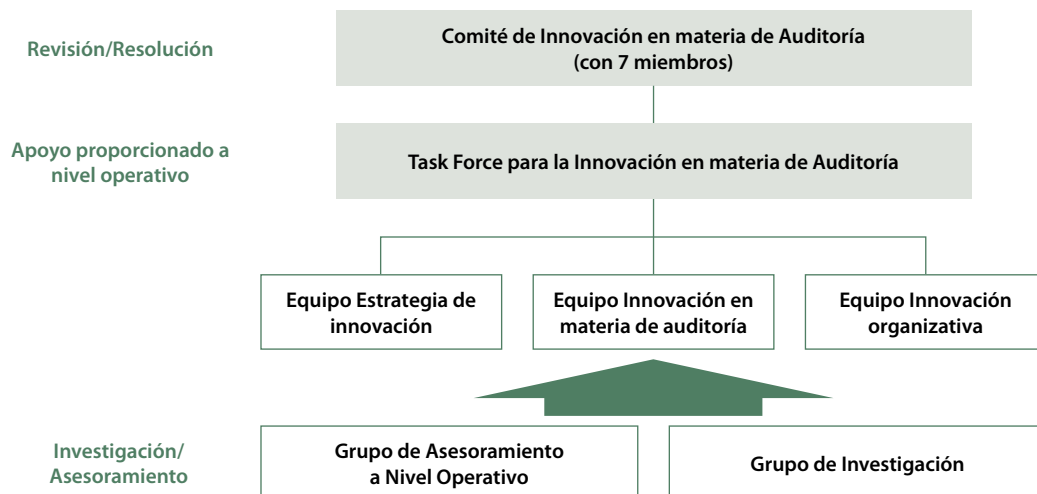 Revisión/Resolución
Comité de Innovación en materia de Auditoría
(con 7 miembros)
Apoyo proporcionado a
nivel operativo
Task Force para la Innovación en materia de Auditoría
Equipo Estrategia de
innovación
Equipo Innovación en
materia de auditoría
Equipo Innovación
organizativa
Investigación/
Asesoramiento
Grupo de Asesoramiento
a Nivel Operativo
Grupo de Investigación